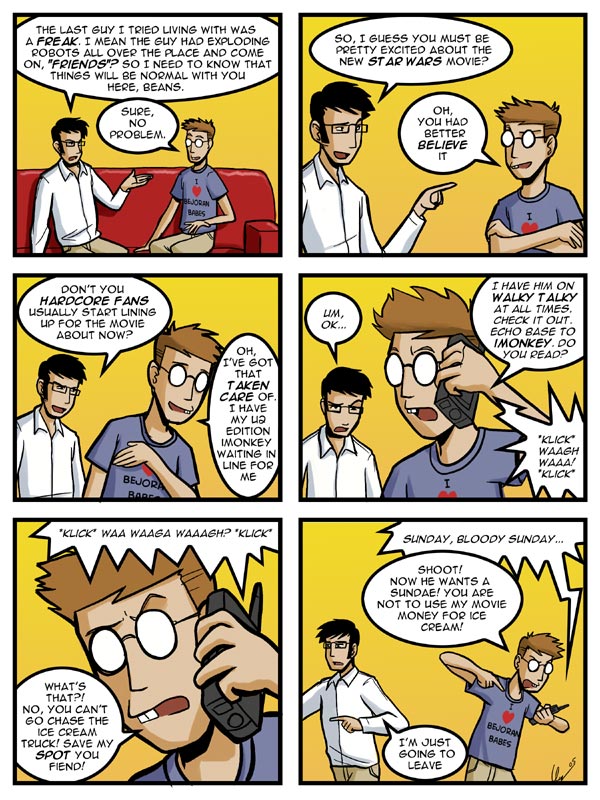 THE LAST GUY I TRIED LIVING WITH WAS
A FREAK. I MEAN THE GUY HAD EXPLODING
ROBOTS ALL OVER THE PLACE AND COME
ON, "FRIENDS"? SO I NEED TO KNOW THAT
THINGS WILL BE NORMAL WITH YOU
HERE, BEANS.
SURE,
NO
PROBLEM.
I
BEJORAN
BABES
SO, I GUESS YOU MUST BE
PRETTY EXCITED ABOUT THE
NEW STAR WARS MOVIE?
OH,
YOU HAD
BETTER
BELIEVE
IT
I
DON'T YOU
HARDCORE FANS
USUALLY START LINING
UP FOR THE MOVIE
ABOUT NOW?
OH,
I'VE GOT
THAT
TAKEN
CARE OF.
I HAVE
MY U2
EDITION
IMONKEY
WAITING IN
LINE FOR
ME
BEJOR
BABE
UM,
OK...
I HAVE HIM ON
WALKY TALKY
AT ALL TIMES.
CHECK IT OUT.
ECHO BASE TO
IMONKEY. DO
YOU READ?
*KLICK*
WAAGH
WAAA!
*KLICK*
I
*KLICK* WAA WAAGA WAAAGH? *KLICK*
WHAT'S
THAT?!
NO, YOU CAN'T
GO CHASE THE
ICE CREAM
TRUCK! SAVE MY
SPOT YOU
FIEND!
SUNDAY, BLOODY SUNDAY...
SHOOT!
NOW HE WANTS A
SUNDAE! YOU ARE
NOT TO USE MY MOVIE
MONEY FOR ICE
CREAM!
I
BEJORAN
BABES
I'M JUST
GOING TO
LEAVE
05